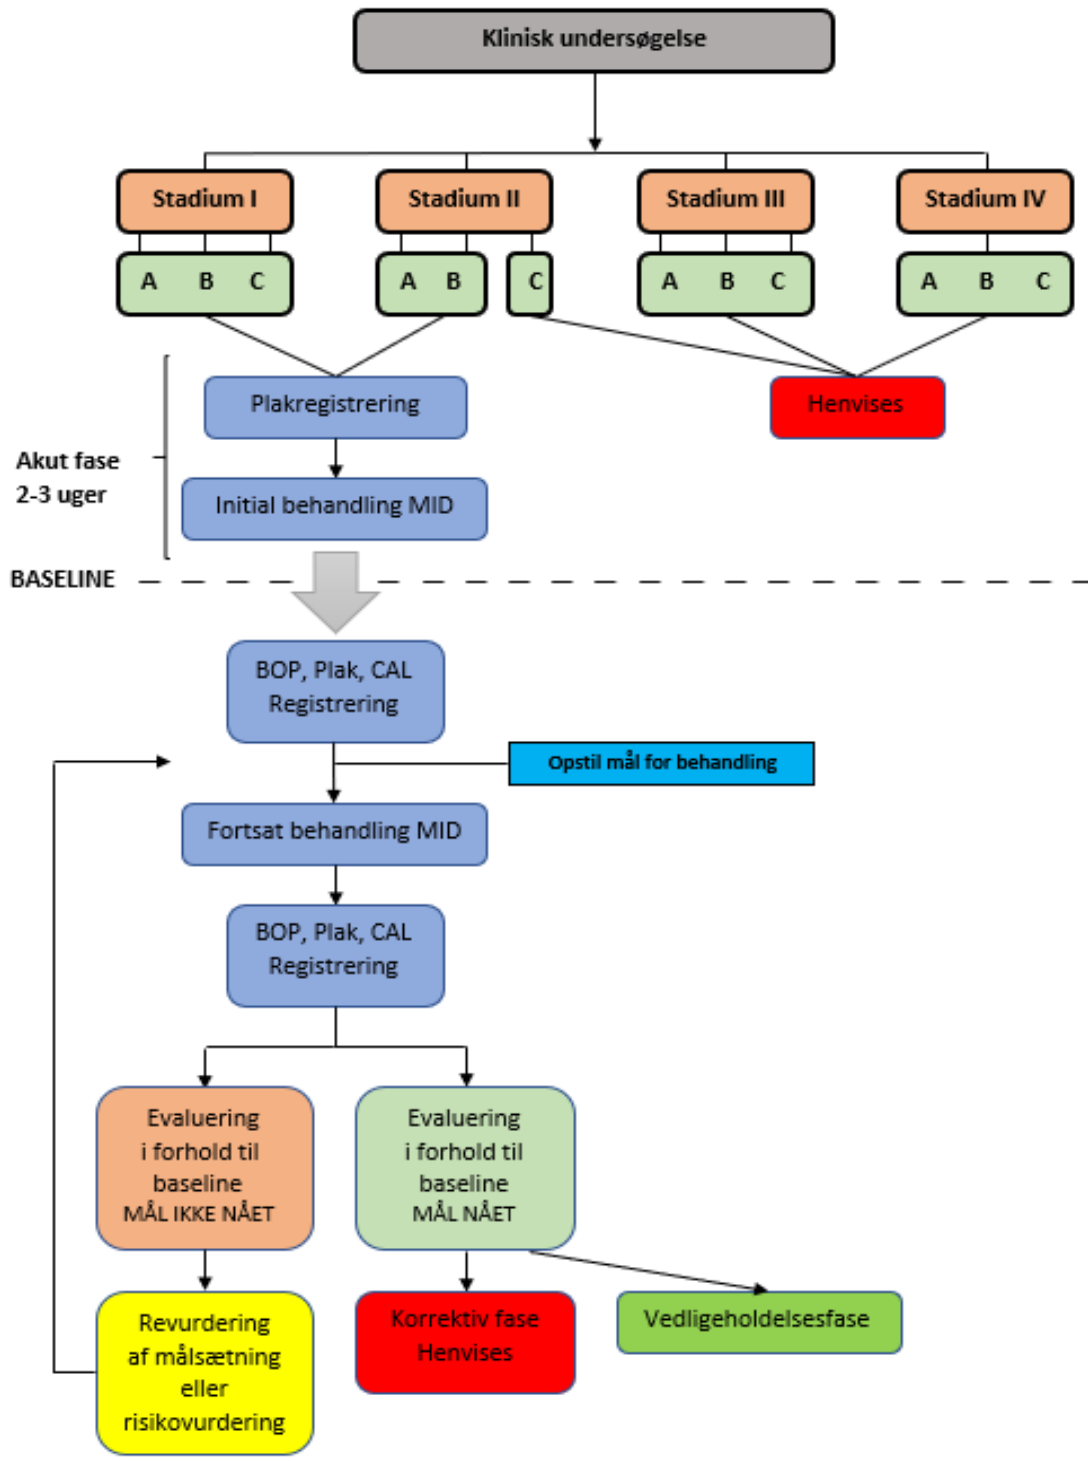 Klinisk undersøgelse
Stadium I
Stadium II
Stadium III
Stadium IV
A B C
A B
C
A B C
A B C
Plakregistrering
Henvises
Akut fase
2-3 uger
Initial behandling MID
BASELINE
BOP, Plak, CAL
Registrering
Opstil mål for behandling
Fortsat behandling MID
BOP, Plak, CAL
Registrering
Evaluering
i forhold til
baseline
MÅL IKKE NÅET
Evaluering
i forhold til
baseline
MÅL NÅET
Revurdering
af målsætning
eller
risikovurdering
Korrektiv fase
Henvises
Vedligeholdelsesfase